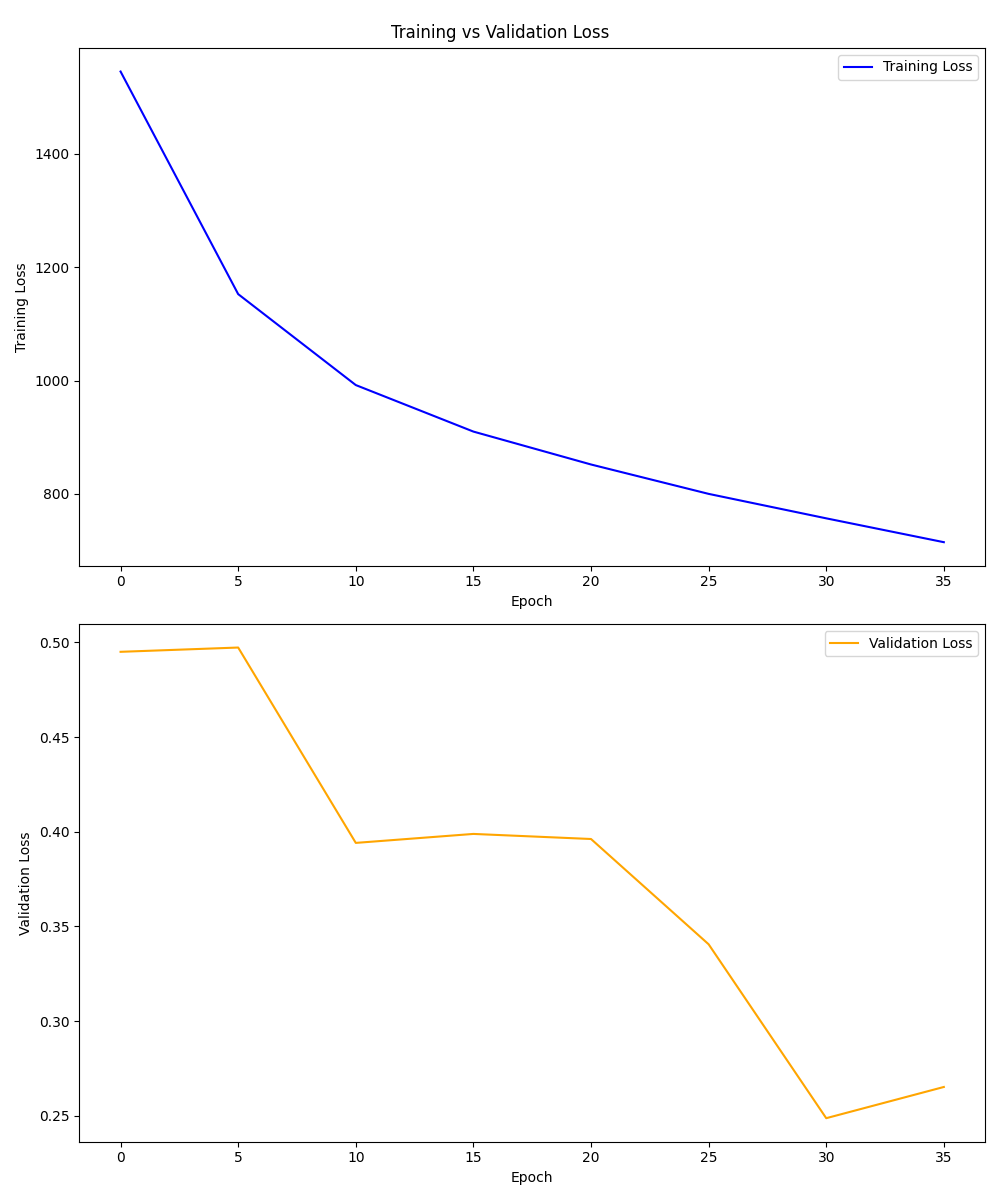 Training vs Validation Loss
Training Loss
1400
1200
1000
800
Training Loss
0 5 10 15 20 25 30 35
Epoch
Validation Loss
0.50
0.45
0.40
0.35
0.30
0.25
Validation Loss
0 5 10 15 20 25 30 35
Epoch